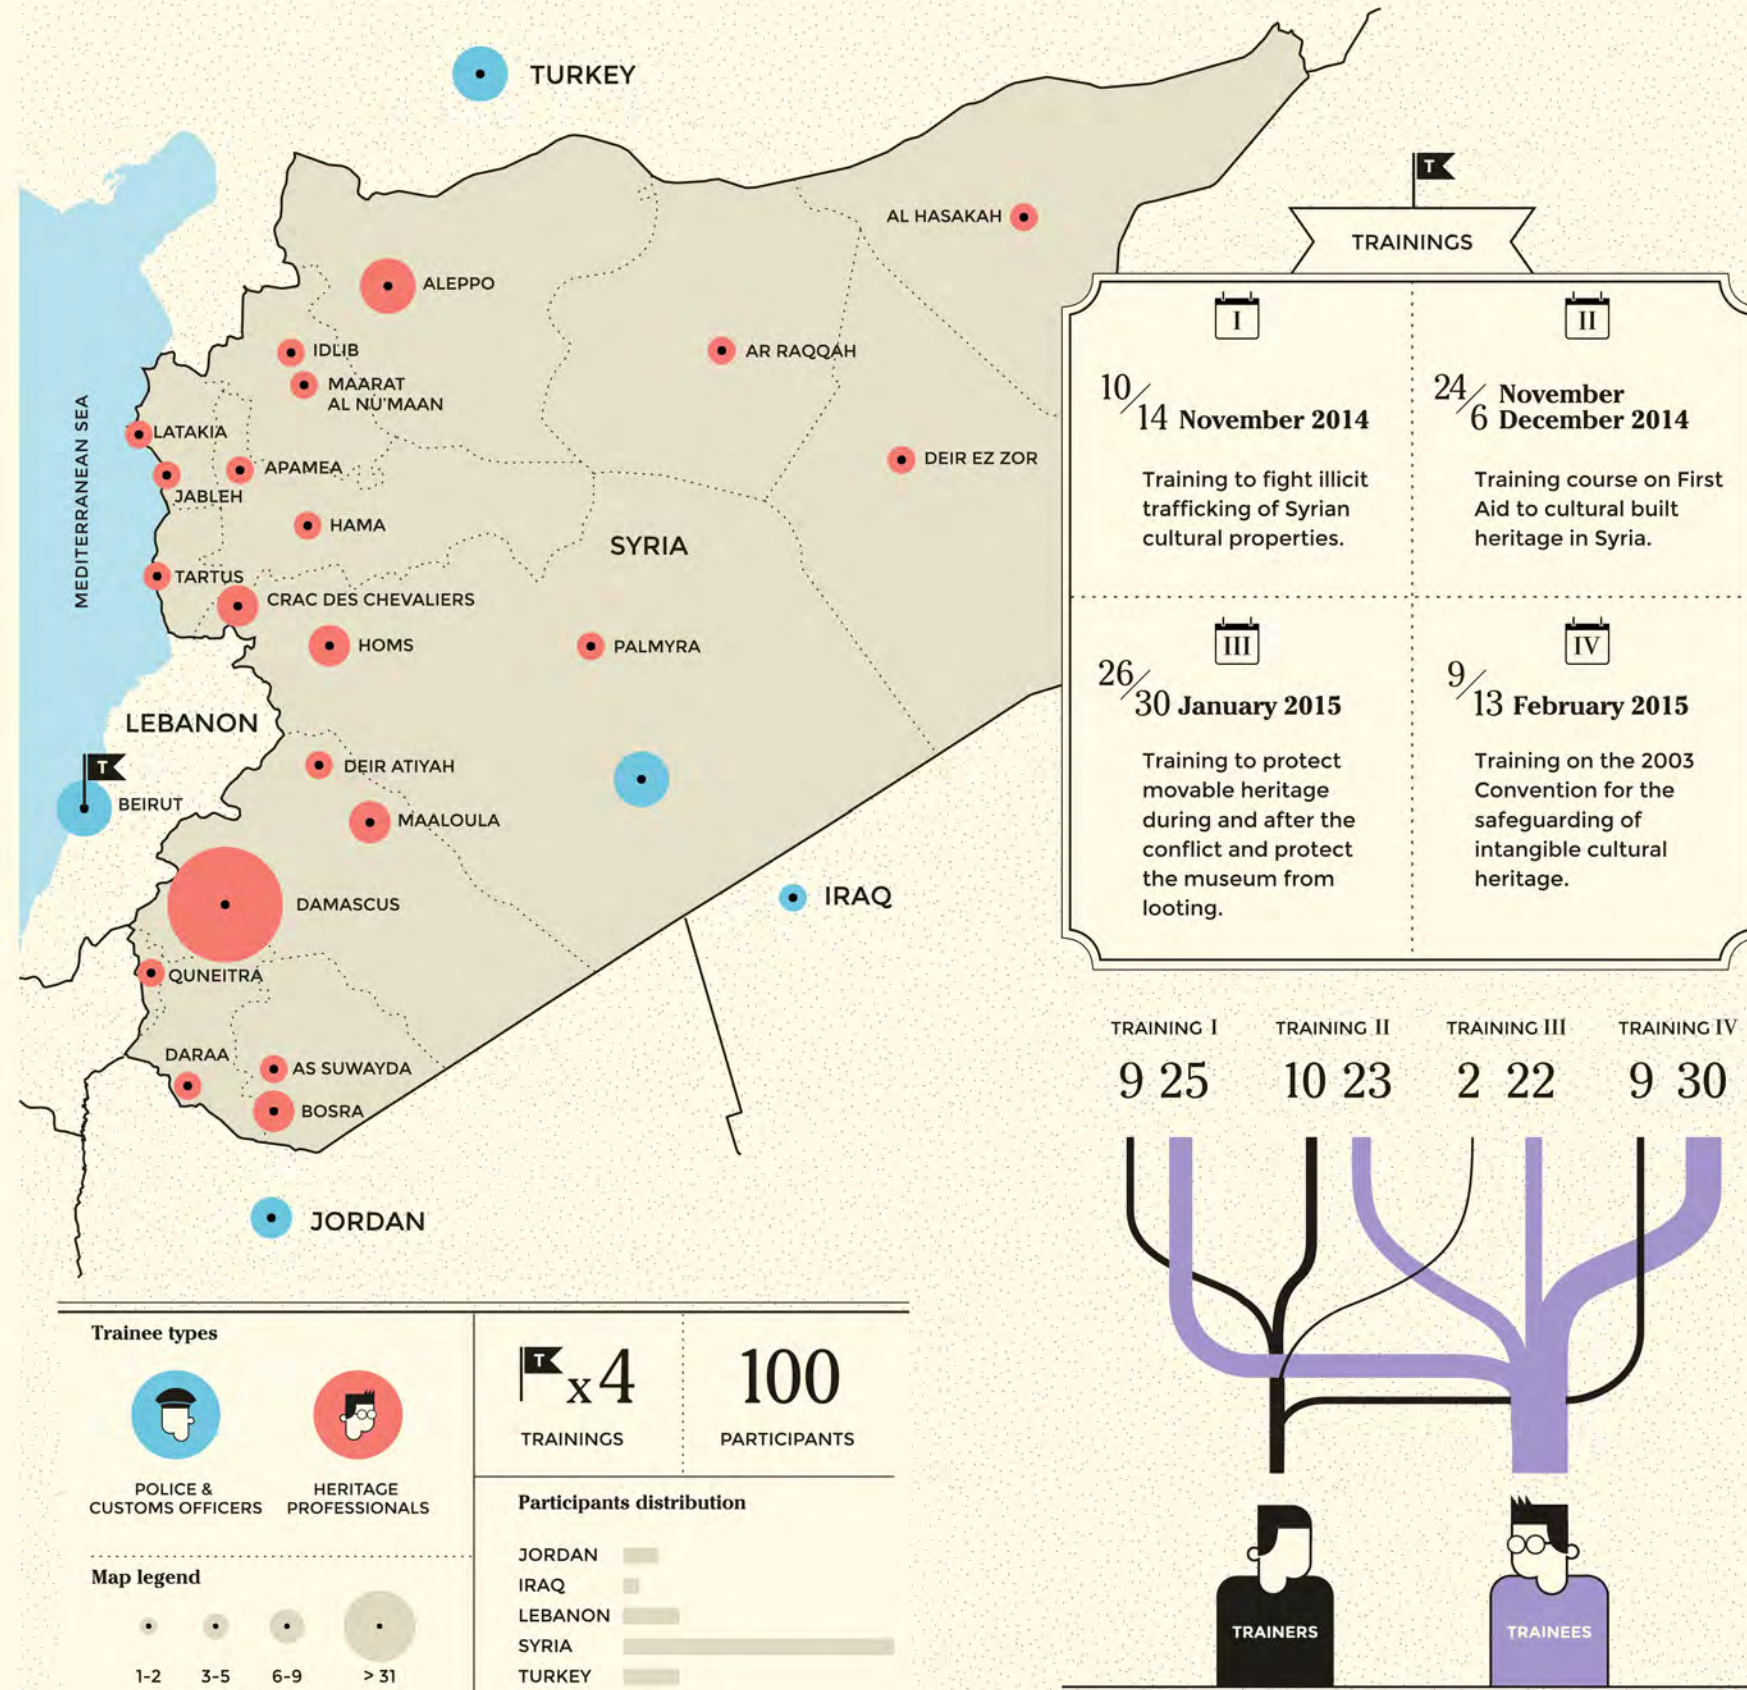 TURKEY
AL HASAKAH
ALEPPO
IDLIB
AR RAQQAH
MAARAT
AL NU'MAAN
LATAKIA
APAMEA
DEIR EZ ZOR
JABLEH
HAMA
MEDITERRANEAN SEA
SYRIA
TARTUS
CRAC DES CHEVALIERS
HOMS
PALMYRA
LEBANON
T
DEIR ATIYAH
BEIRUT
MAALOULA
DAMASCUS
IRAQ
QUNEITRA
DARAA
AS SUWAYDA
BOSRA
JORDAN
T
TRAININGS
I
10/14 November 2014
Training to fight illicit
trafficking of Syrian
cultural properties.
II
24/6 November
December 2014
Training course on First
Aid to cultural built
heritage in Syria.
III
26/30 January 2015
Training to protect
movable heritage
during and after the
conflict and protect
the museum from
looting.
IV
9/13 February 2015
Training on the 2003
Convention for the
safeguarding of
intangible cultural
heritage.
TRAINING I TRAINING II TRAINING III TRAINING IV
9 25 10 23 2 22 9 30
TRAINERS
TRAINEES
Trainee types
POLICE &
CUSTOMS OFFICERS
HERITAGE
PROFESSIONALS
Map legend
1-2 3-5 6-9 > 31
T x4
TRAININGS
100
PARTICIPANTS
Participants distribution
JORDAN
IRAQ
LEBANON
SYRIA
TURKEY